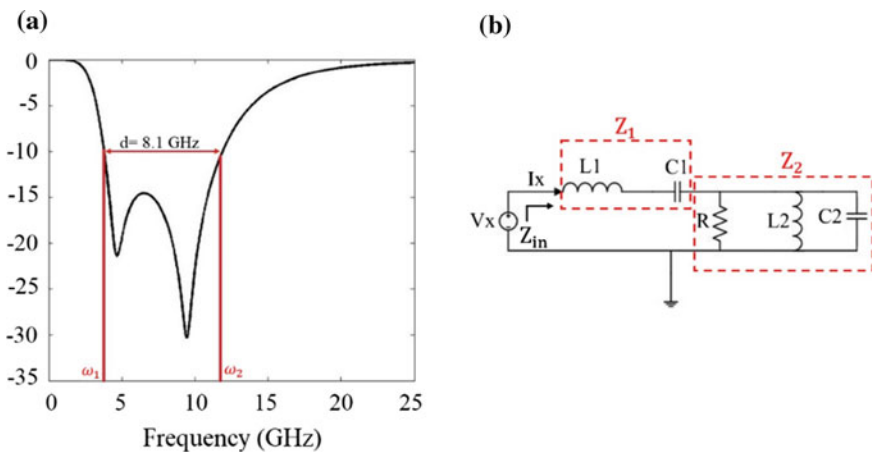 (a)
0
-5
-10
-15
-20
-25
-30
-35
d= 8.1 GHz
ω₁
ω₂
0
5
10
15
20
25
Frequency (GHz)
(b)
Z₁
L1
C1
Z₂
Ix
Vx
Zin
R
L2
C2